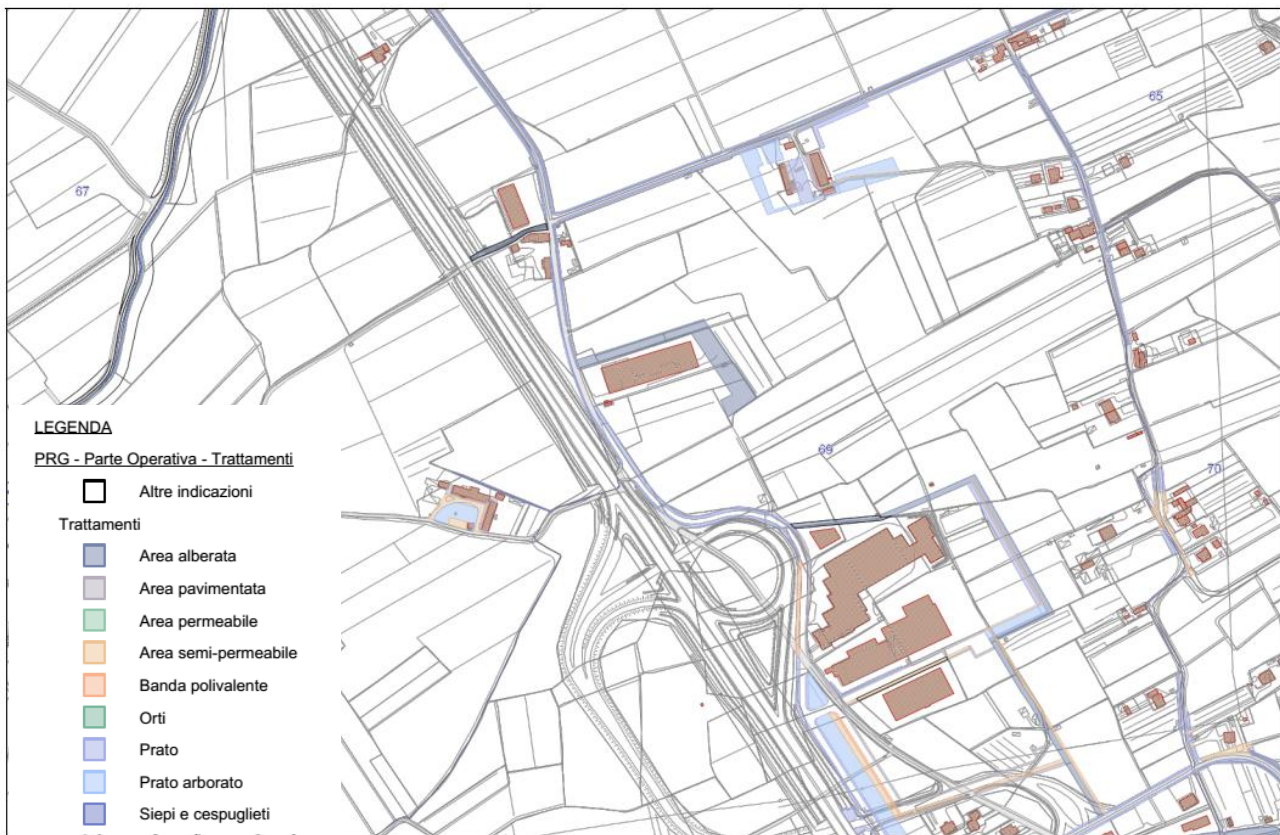 65
67
69
70
LEGENDA
PRG - Parte Operativa - Trattamenti
Altre indicazioni
Trattamenti
Area alberata
Area pavimentata
Area permeabile
Area semi-permeabile
Banda polivalente
Orti
Prato
Prato arborato
Siepi e cespuglieti